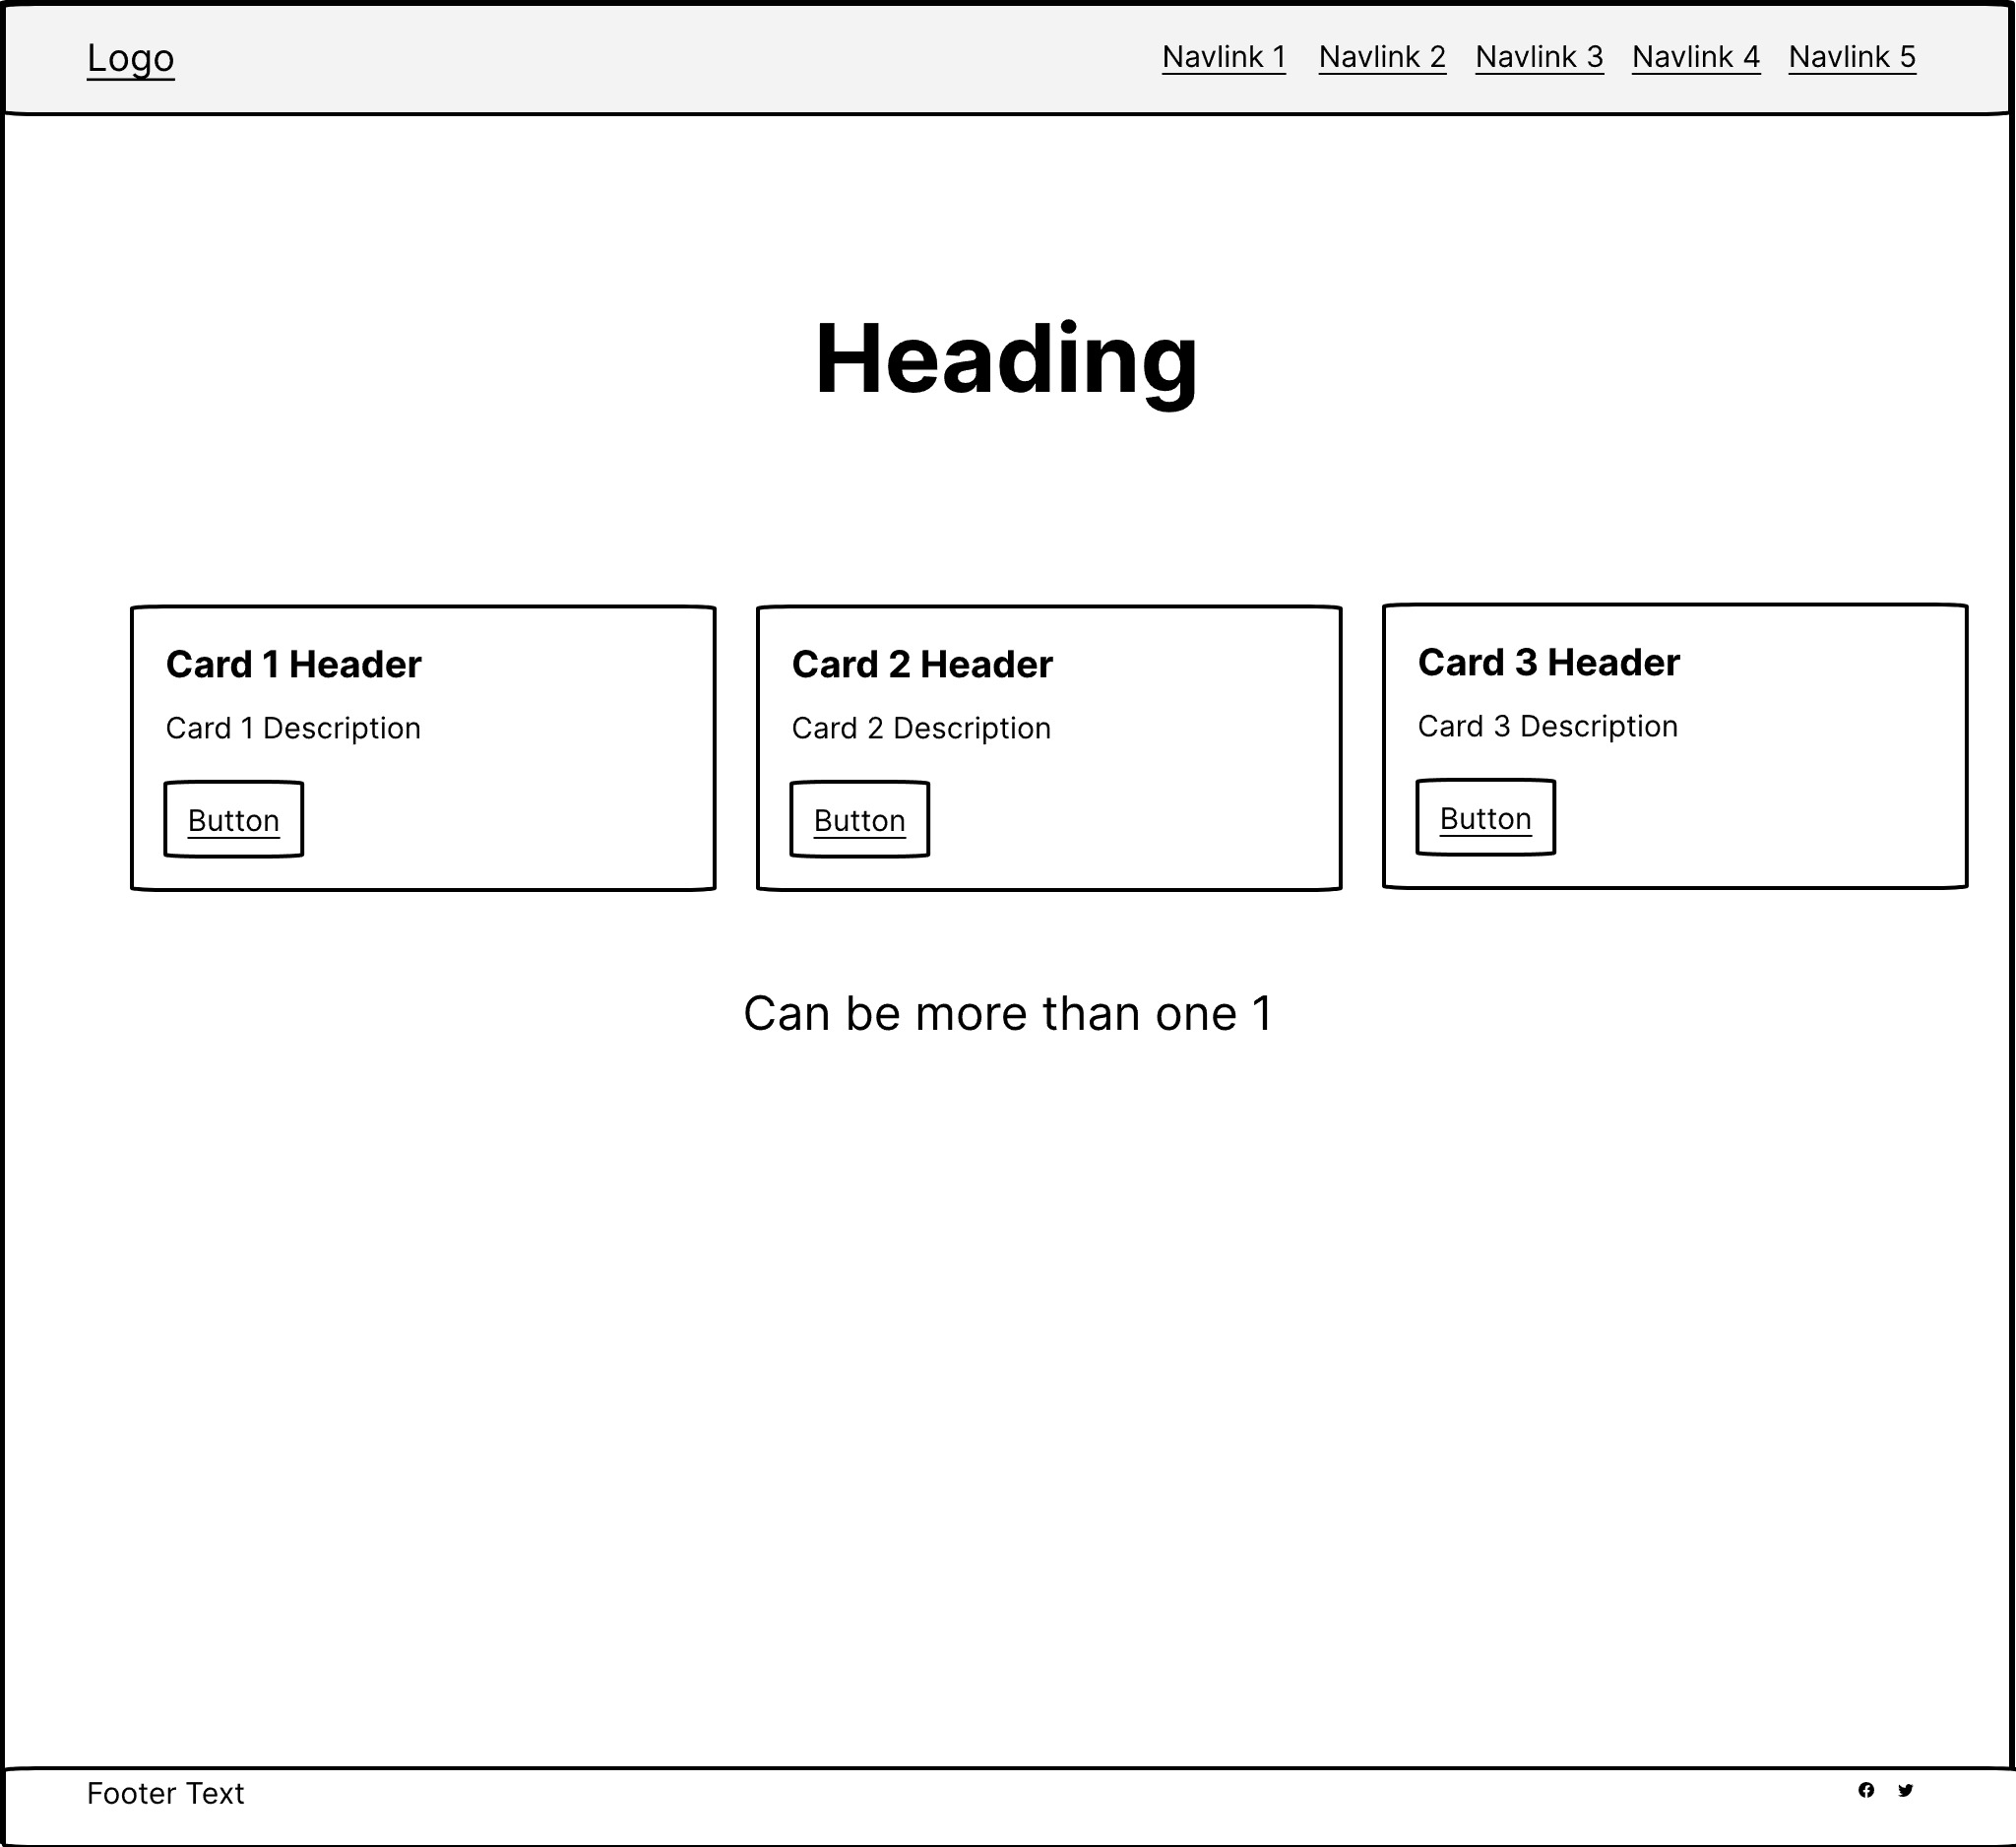 Logo
Navlink 1 Navlink 2 Navlink 3 Navlink 4 Navlink 5
Heading
Card 1 Header
Card 1 Description
Button
Card 2 Header
Card 2 Description
Button
Card 3 Header
Card 3 Description
Button
Can be more than one 1
Footer Text